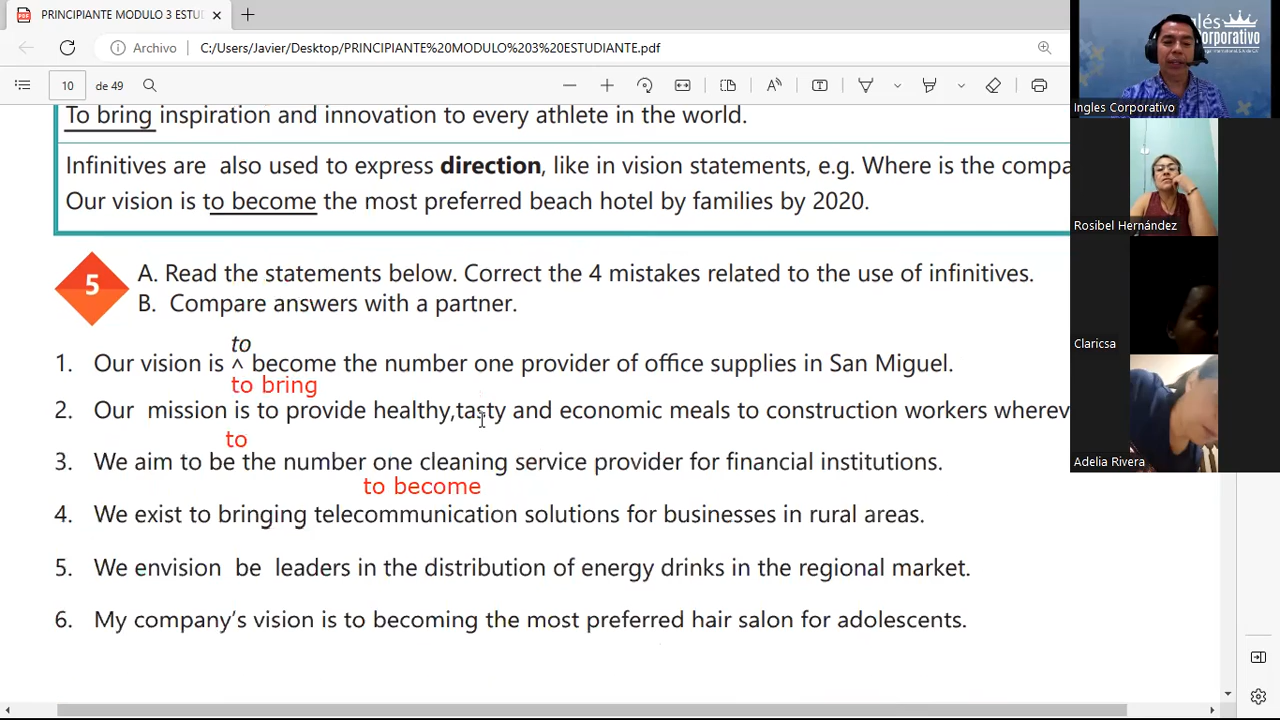 PRINCIPIANTE MODULO 3 ESTU
Archivo C:/Users/Javier/Desktop/PRINCIPIANTE%20MODULO%203%20ESTUDIANTE.pdf
10 de 49
To bring inspiration and innovation to every athlete in the world.
Infinitives are also used to express direction, like in vision statements, e.g. Where is the compa
Our vision is to become the most preferred beach hotel by families by 2020.
5
A. Read the statements below. Correct the 4 mistakes related to the use of infinitives.
B. Compare answers with a partner.
to
1. Our vision is ^ become the number one provider of office supplies in San Miguel.
to bring
2. Our mission is to provide healthy,tasty and economic meals to construction workers wherev
to
3. We aim to be the number one cleaning service provider for financial institutions.
to become
4. We exist to bringing telecommunication solutions for businesses in rural areas.
5. We envision be leaders in the distribution of energy drinks in the regional market.
6. My company's vision is to becoming the most preferred hair salon for adolescents.
Ingles Corporativo
Rosibel Hernández
Claricsa
Adelia Rivera